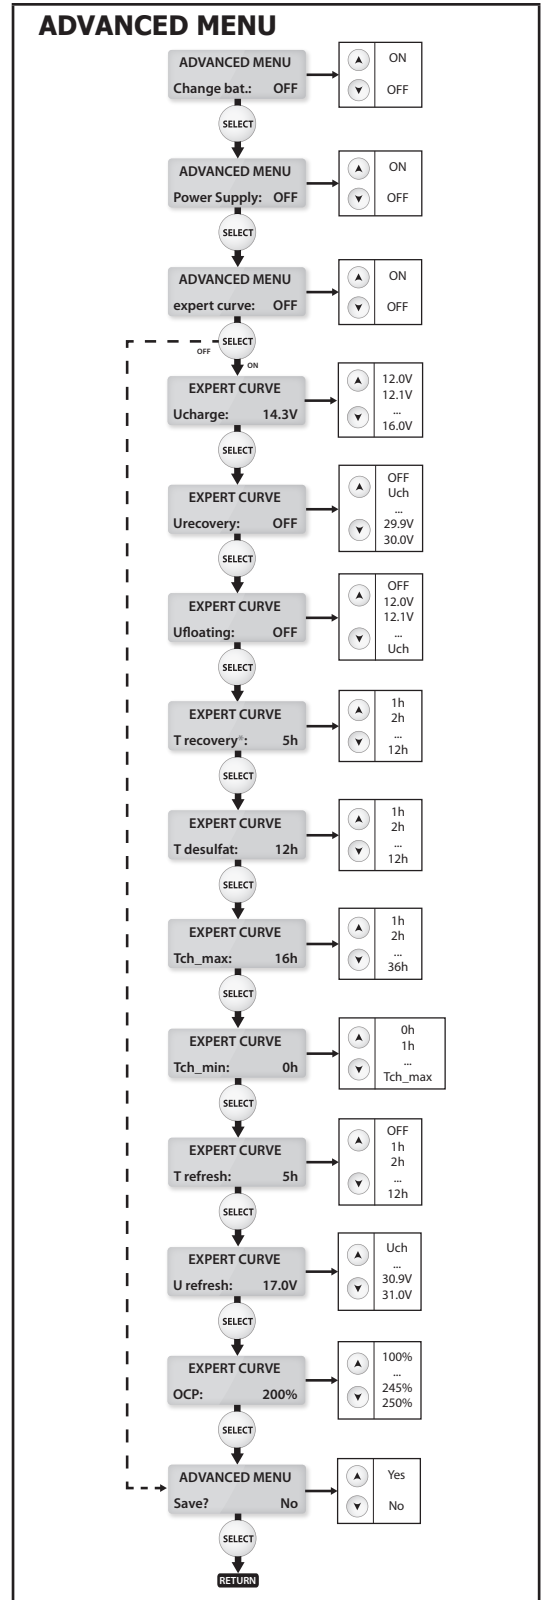 ADVANCED MENU
ADVANCED MENU
Change bat.: OFF
ON
OFF
SELECT
ADVANCED MENU
Power Supply: OFF
ON
OFF
SELECT
ADVANCED MENU
expert curve: OFF
ON
OFF
SELECT
OFF
ON
EXPERT CURVE
Ucharge: 14.3V
12.0V
12.1V
...
16.0V
SELECT
EXPERT CURVE
Urecovery: OFF
OFF
Uch
...
29.9V
30.0V
SELECT
EXPERT CURVE
Ufloating: OFF
OFF
12.0V
12.1V
...
Uch
SELECT
EXPERT CURVE
T recovery*: 5h
1h
2h
...
12h
SELECT
EXPERT CURVE
T desulfat: 12h
1h
2h
...
12h
SELECT
EXPERT CURVE
Tch_max: 16h
1h
2h
...
36h
SELECT
EXPERT CURVE
Tch_min: 0h
0h
1h
...
Tch_max
SELECT
EXPERT CURVE
T refresh: 5h
OFF
1h
2h
...
12h
SELECT
EXPERT CURVE
U refresh: 17.0V
Uch
...
30.9V
31.0V
SELECT
EXPERT CURVE
OCP: 200%
100%
...
245%
250%
SELECT
ADVANCED MENU
Save? No
Yes
No
SELECT
RETURN